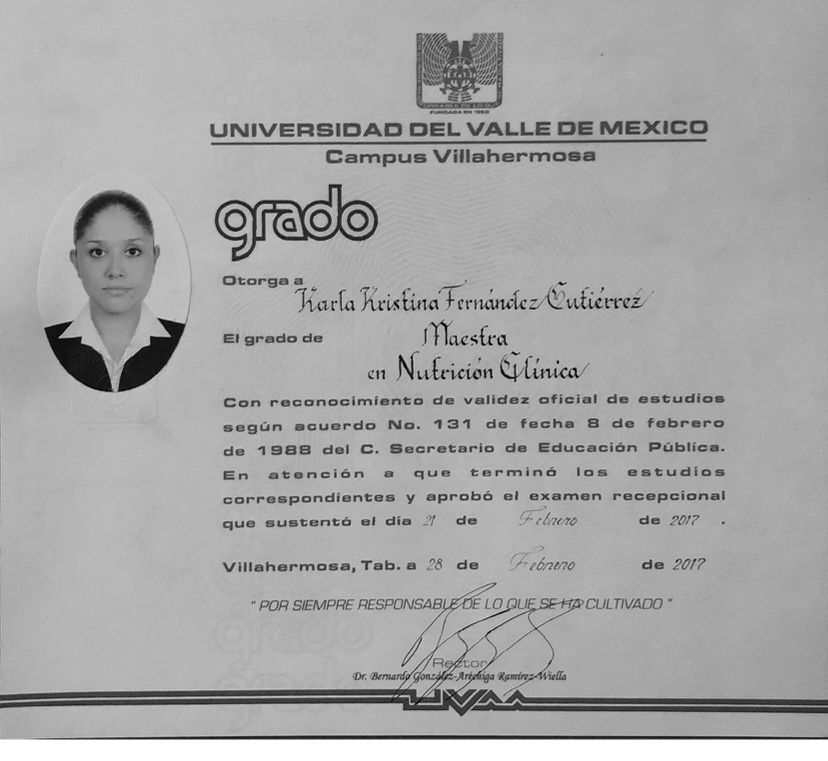 FUNDADA EN 1960
UNIVERSIDAD DEL VALLE DE MEXICO
Campus Villahermosa
grado
Otorga a
Karla Kristina Fernández Gutiérrez
El grado de Maestra
en Nutrición Clínica
Con reconocimiento de validez oficial de estudios
según acuerdo No. 131 de fecha 8 de febrero
de 1988 del C. Secretario de Educación Pública.
En atención a que terminó los estudios
correspondientes y aprobó el examen recepcional
que sustentó el día 21 de Febrero de 2017 .
Villahermosa, Tab. a 28 de Febrero de 2017
" POR SIEMPRE RESPONSABLE DE LO QUE SE HA CULTIVADO "
Rector
Dr. Bernardo González-Aréchiga Ramírez-Wiella
UVM